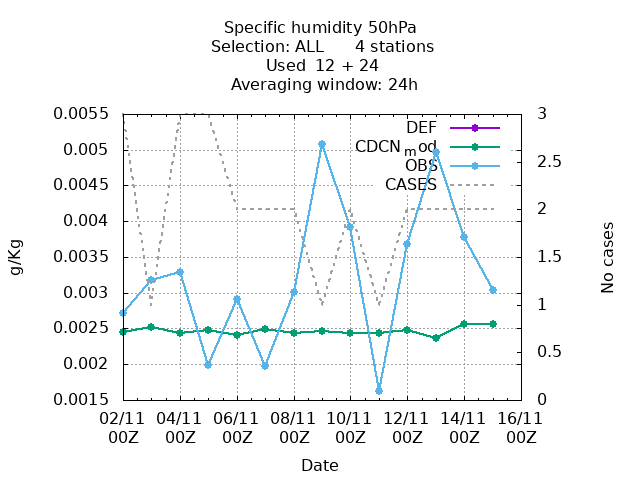 Specific humidity 50hPa
Selection: ALL 4 stations
Used 12 + 24
Averaging window: 24h
0.0055
0.005
0.0045
0.004
0.0035
0.003
0.0025
0.002
0.0015
g/Kg
3
2.5
2
1.5
1
0.5
0
No cases
DEF
CDCN_mod
OBS
CASES
02/11 04/11 06/11 08/11 10/11 12/11 14/11 16/11
00Z 00Z 00Z 00Z 00Z 00Z 00Z 00Z
Date